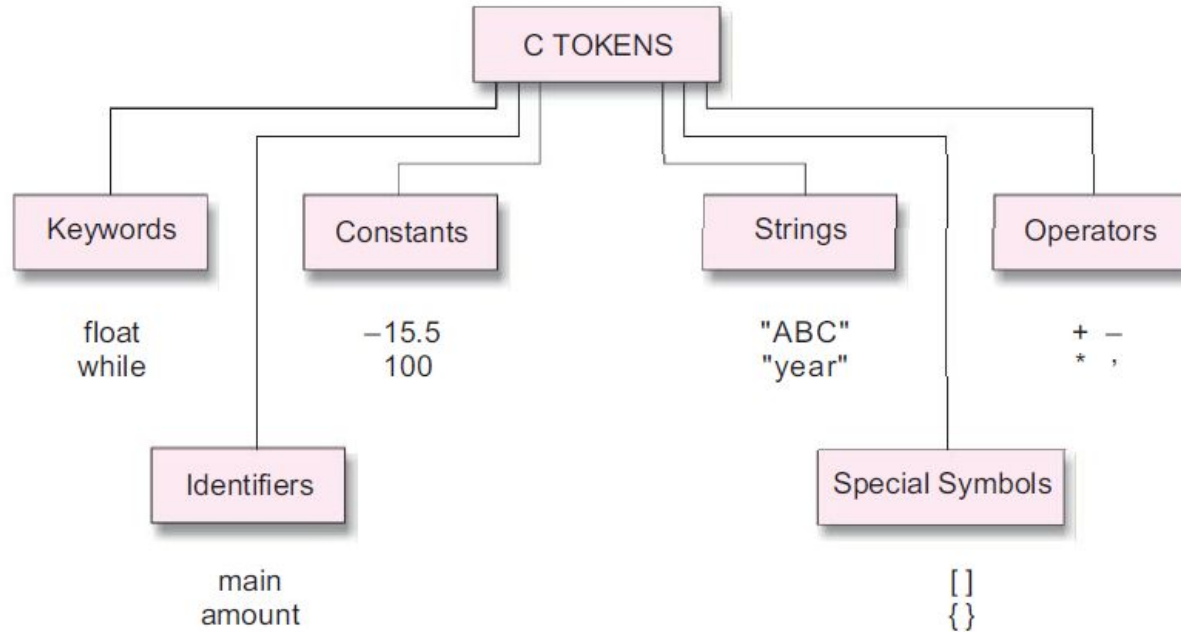 C TOKENS
Keywords
Constants
Strings
Operators
float
while
–15.5
100
"ABC"
"year"
+ –
* ,
Identifiers
Special Symbols
main
amount
[ ]
{ }